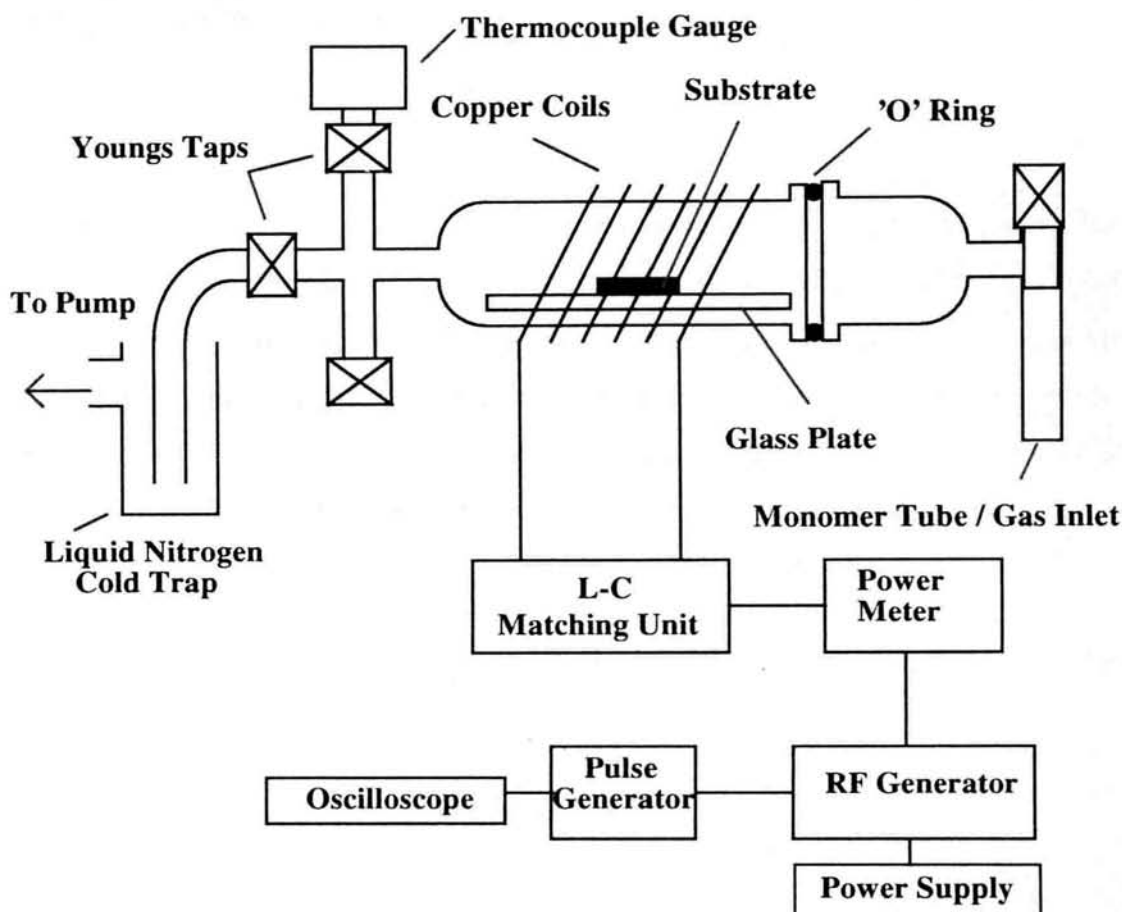 Thermocouple Gauge
Substrate
Copper Coils
'O' Ring
Youngs Taps
To Pump
Glass Plate
Monomer Tube / Gas Inlet
Liquid Nitrogen
Cold Trap
L-C
Matching Unit
Power
Meter
Pulse
Generator
RF Generator
Oscilloscope
Power Supply